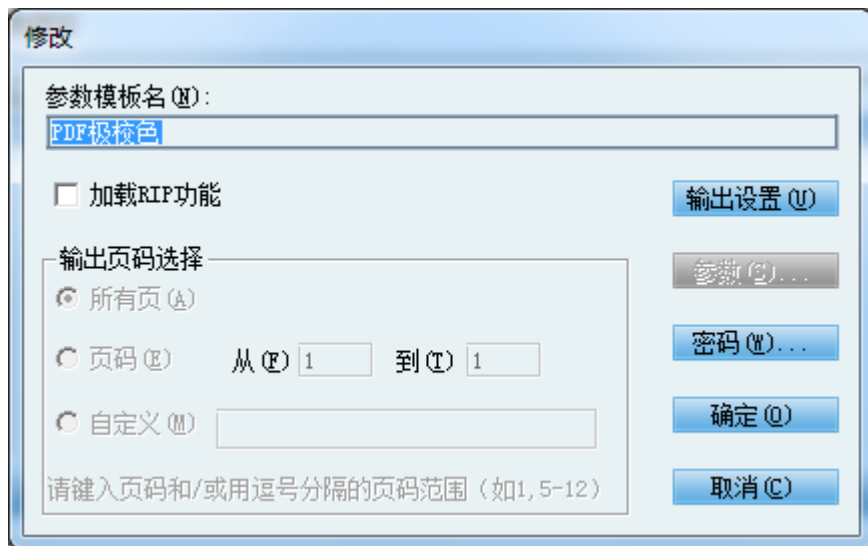 修改
参数模板名(N):
PDF极校色
加载RIP功能
输出设置(U)
输出页码选择
参数(S)...
所有页(A)
密码(W)...
页码(E) 从(F) 1 到(T) 1
确定(O)
自定义(M)
请键入页码和/或用逗号分隔的页码范围（如1,5-12）
取消(C)